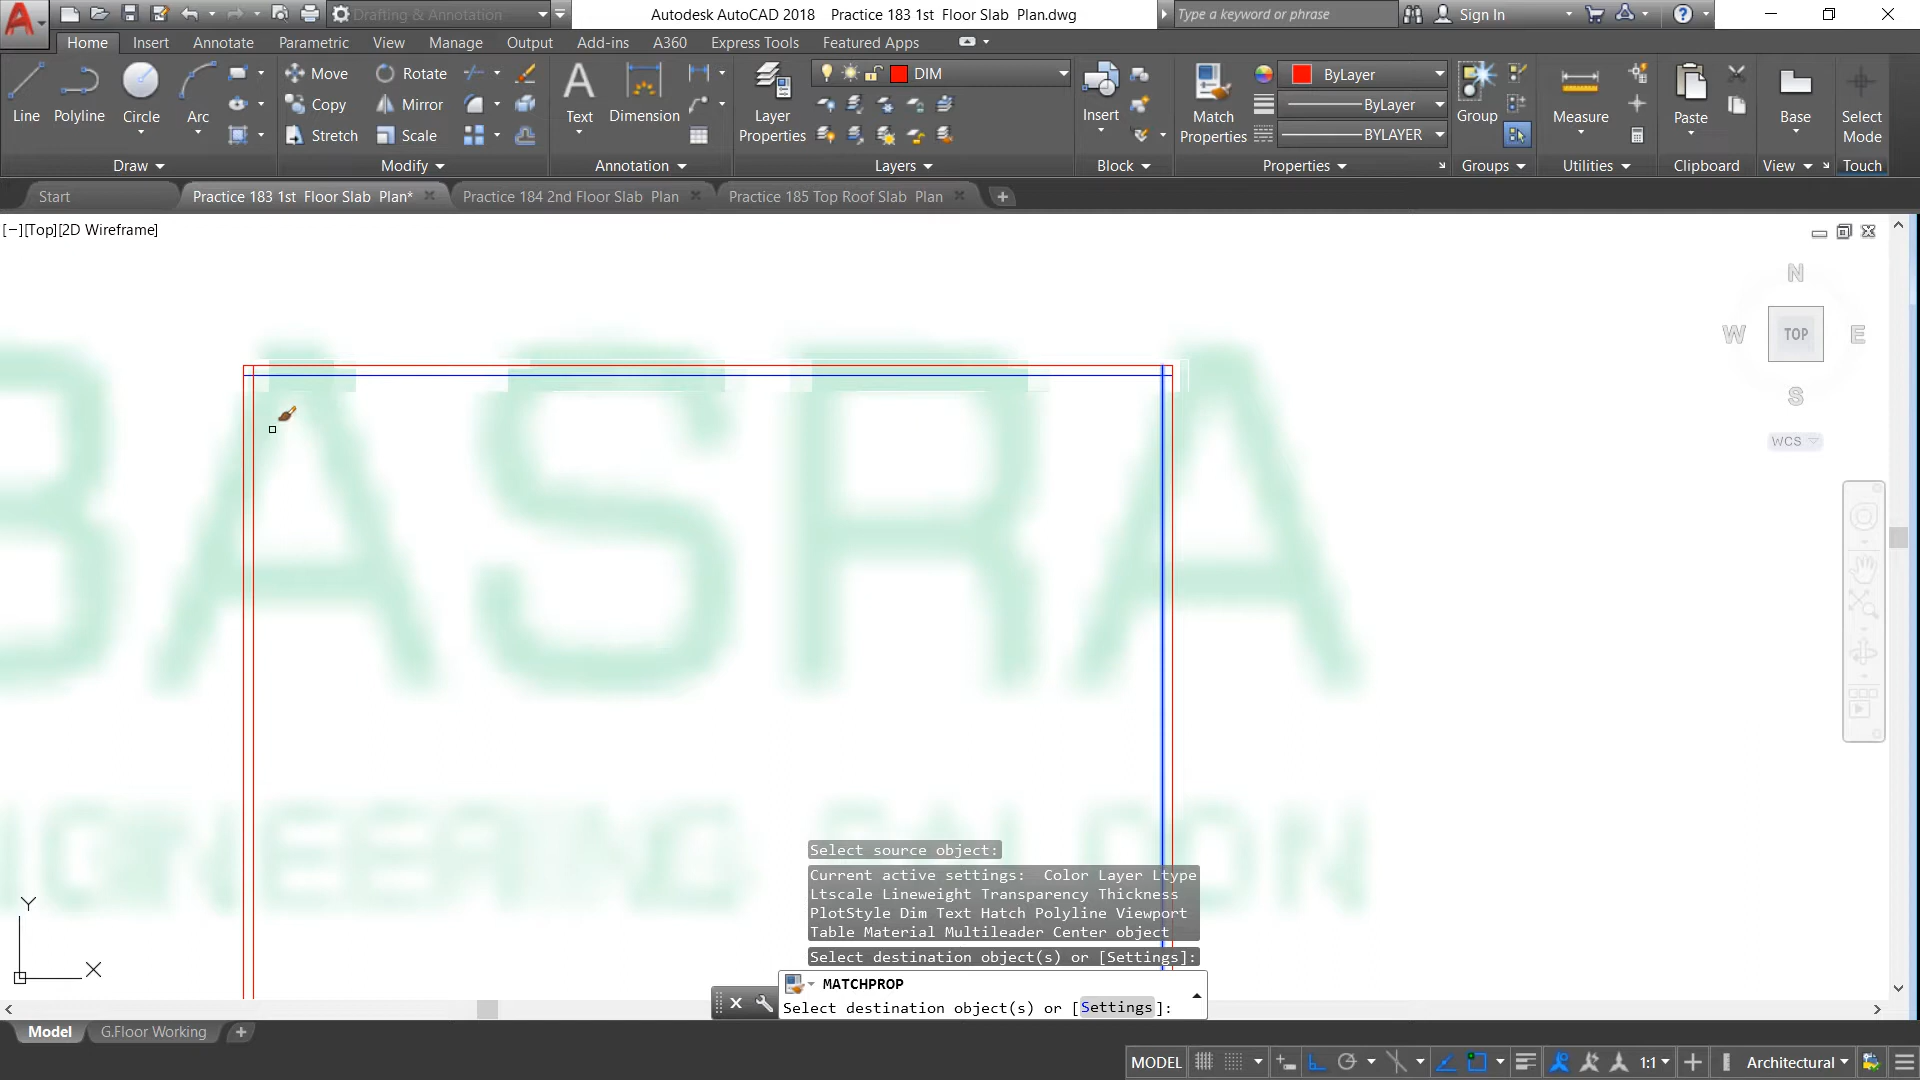 Drafting & Annotation
Autodesk AutoCAD 2018 Practice 183 1st Floor Slab Plan.dwg
Type a keyword or phrase
Sign In
Home Insert Annotate Parametric View Manage Output Add-ins A360 Express Tools Featured Apps
Line Polyline Circle Arc
Move Rotate
Copy Mirror
Stretch Scale
Text Dimension
Layer Properties
DIM
Insert
Match Properties
ByLayer
ByLayer
BYLAYER
Group
Measure
Paste
Base
Select Mode
Draw Modify Annotation Layers Block Properties Groups Utilities Clipboard View Touch
Start Practice 183 1st Floor Slab Plan* Practice 184 2nd Floor Slab Plan Practice 185 Top Roof Slab Plan
[−][Top][2D Wireframe]
N
W TOP E
S
WCS
BASRA
Select source object:
Current active settings: Color Layer Ltype
Ltscale Lineweight Transparency Thickness
PlotStyle Dim Text Hatch Polyline Viewport
Table Material Multileader Center object
Select destination object(s) or [Settings]:
MATCHPROP
Select destination object(s) or [Settings]:
Y
X
Model G.Floor Working
MODEL 1:1 Architectural